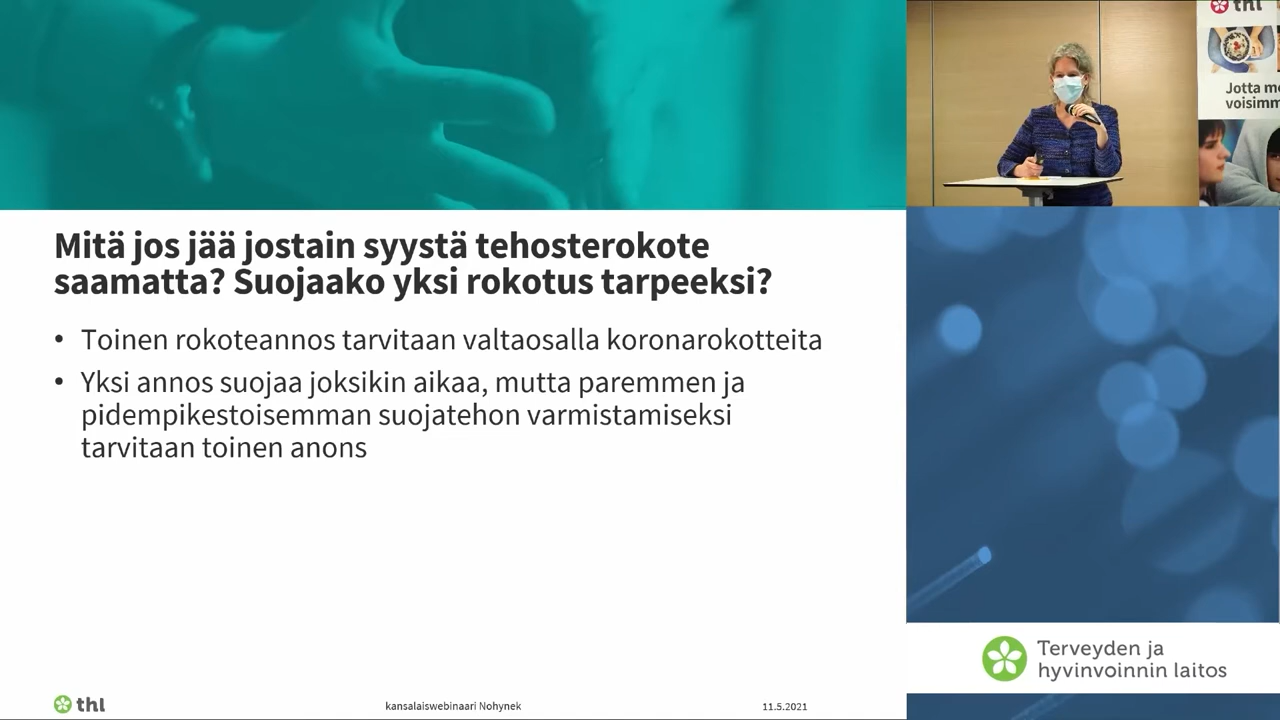 thl
Jotta
voisimm
Mitä jos jää jostain syystä tehosterokote
saamatta? Suojaako yksi rokotus tarpeeksi?
• Toinen rokoteannos tarvitaan valtaosalla koronarokotteita
• Yksi annos suojaa joksikin aikaa, mutta paremmen ja
pidempikestoisemman suojatehon varmistamiseksi
tarvitaan toinen anons
Terveyden ja
hyvinvoinnin laitos
thl
kansalaiswebinaari Nohynek
11.5.2021